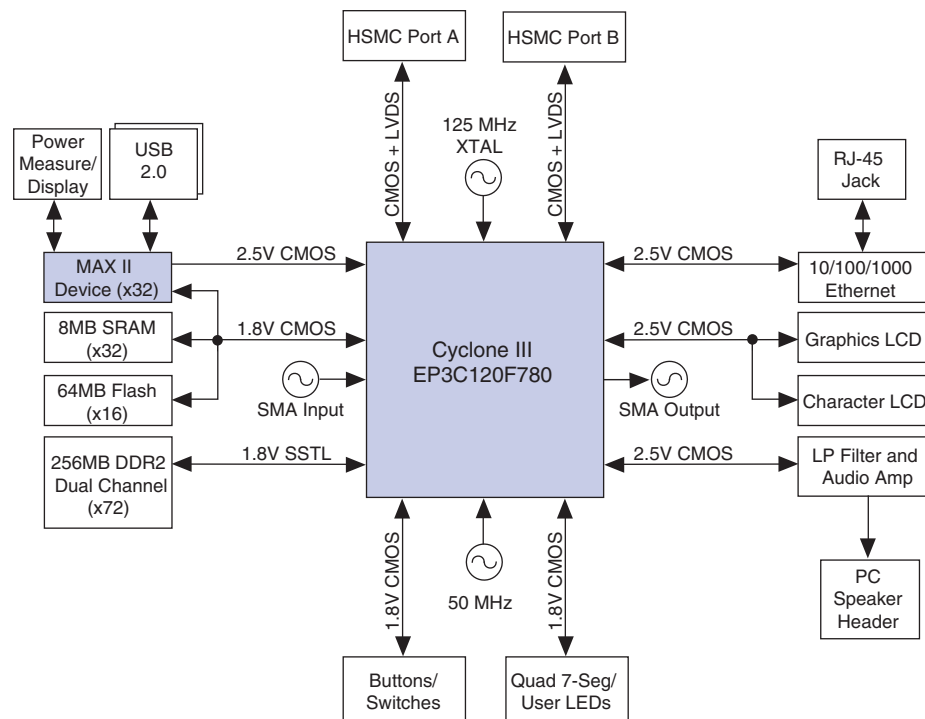 HSMC Port A
HSMC Port B
CMOS + LVDS
125 MHz
XTAL
CMOS + LVDS
Power
Measure/
Display
USB
2.0
RJ-45
Jack
MAX II
Device (x32)
2.5V CMOS
2.5V CMOS
10/100/1000
Ethernet
8MB SRAM
(x32)
1.8V CMOS
Cyclone III
EP3C120F780
2.5V CMOS
Graphics LCD
64MB Flash
(x16)
SMA Input
SMA Output
Character LCD
256MB DDR2
Dual Channel
(x72)
1.8V SSTL
2.5V CMOS
LP Filter and
Audio Amp
1.8V CMOS
50 MHz
1.8V CMOS
PC
Speaker
Header
Buttons/
Switches
Quad 7-Seg/
User LEDs